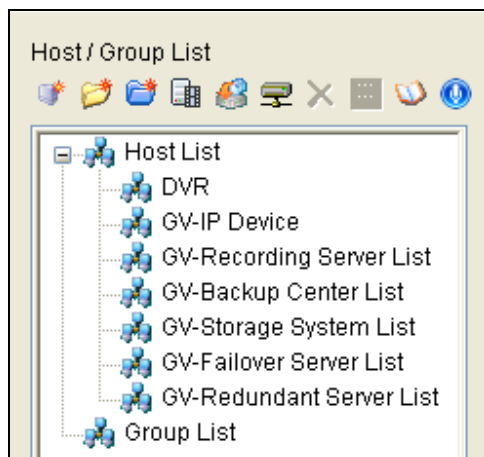 Host / Group List
Host List
DVR
GV-IP Device
GV-Recording Server List
GV-Backup Center List
GV-Storage System List
GV-Failover Server List
GV-Redundant Server List
Group List